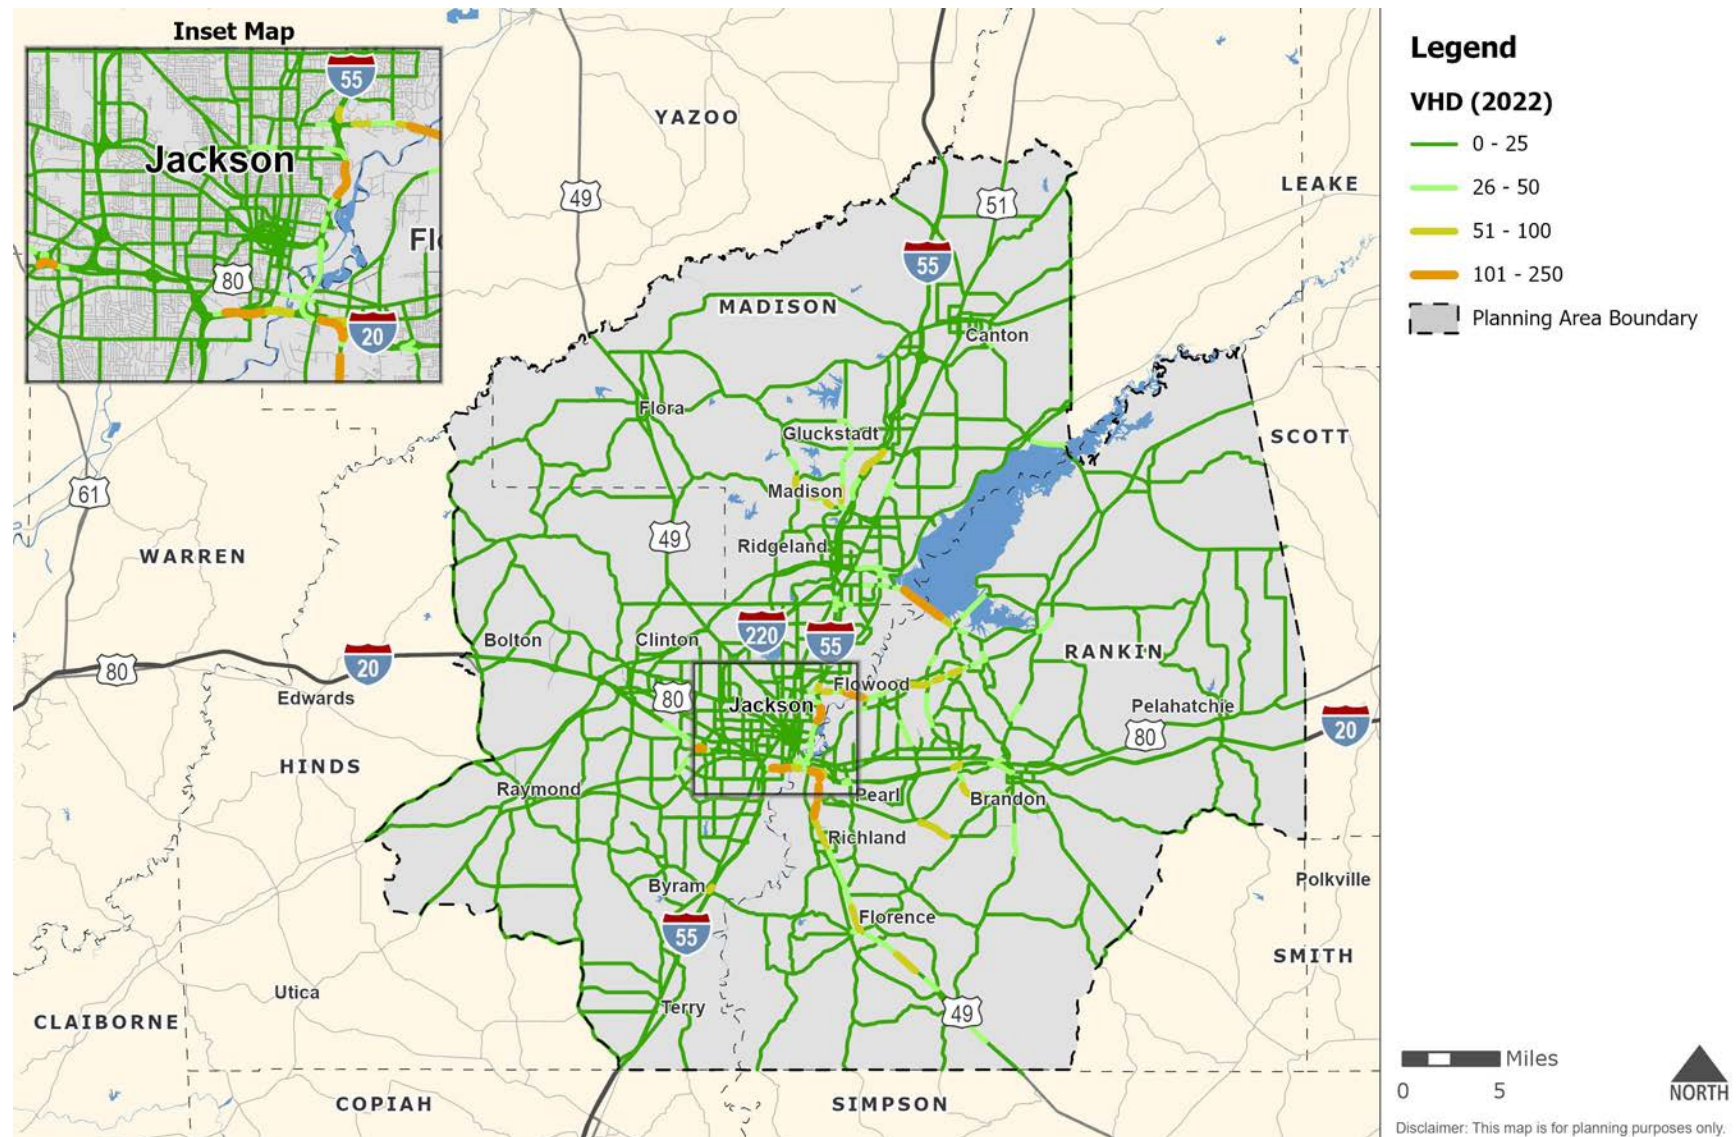 Inset Map
55
Jackson
Fl
80
20
YAZOO
49
LEAKE
51
55
MADISON
Canton
Flora
Gluckstadt
SCOTT
61
Madison
49
Ridgeland
WARREN
220
55
Bolton
Clinton
RANKIN
20
80
Edwards
80
Flowood
Jackson
Pelahatchie
80
20
HINDS
Raymond
Pearl
Brandon
Richland
Byram
Polkville
55
Florence
SMITH
Utica
Terry
49
CLAIBORNE
COPIAH
SIMPSON
Legend
VHD (2022)
0 - 25
26 - 50
51 - 100
101 - 250
Planning Area Boundary
Miles
0 5
NORTH
Disclaimer: This map is for planning purposes only.